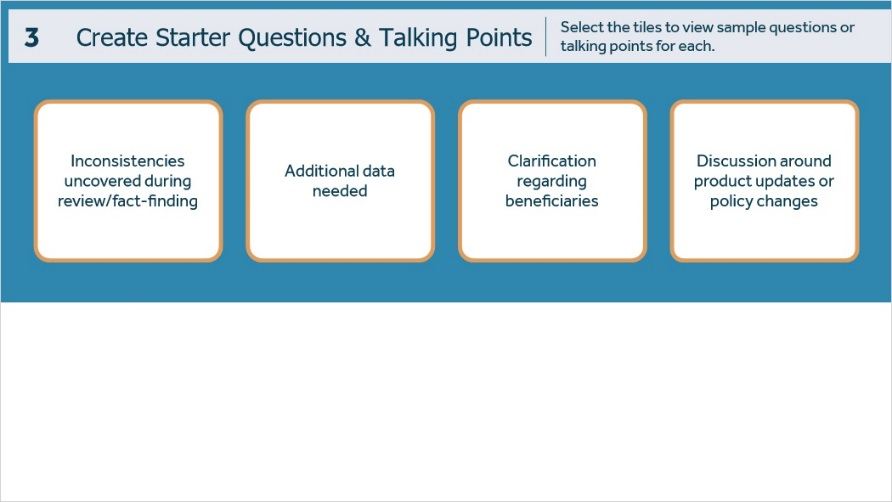 3
Create Starter Questions & Talking Points
Select the tiles to view sample questions or
talking points for each.
Inconsistencies
uncovered during
review/fact-finding
Additional data
needed
Clarification
regarding
beneficiaries
Discussion around
product updates or
policy changes